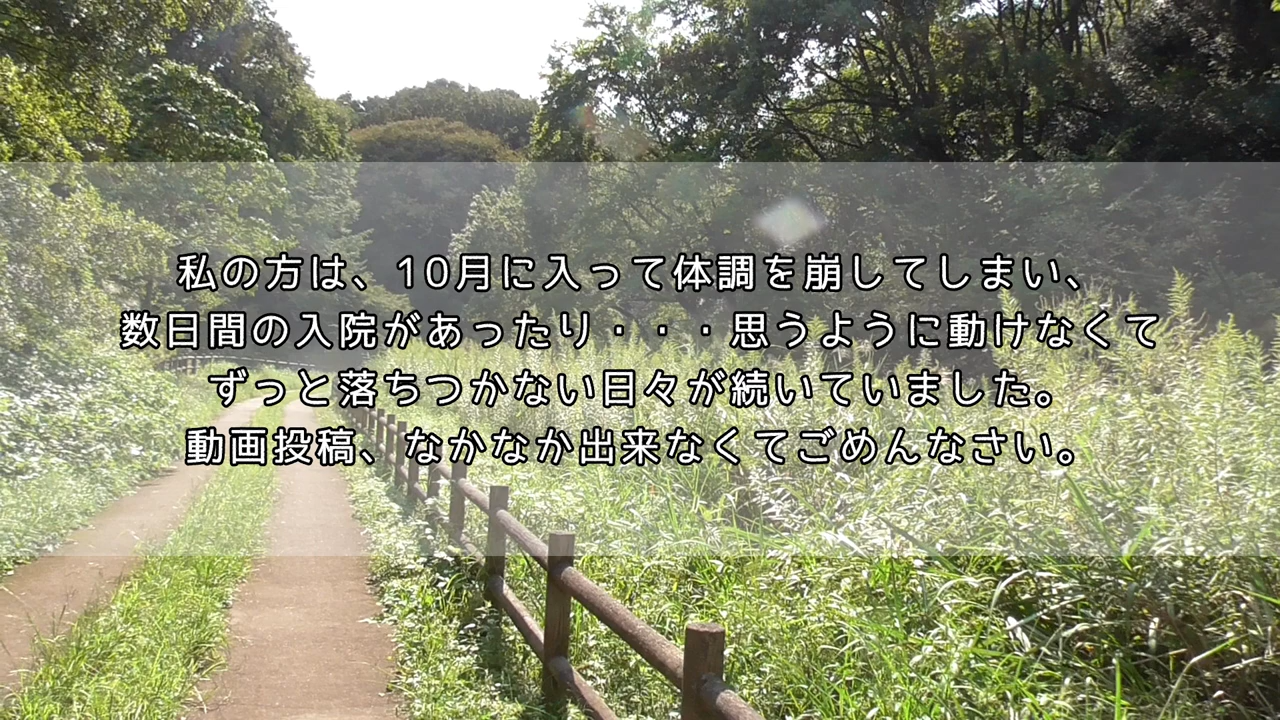 私の方は、10月に入って体調を崩してしまい、
数日間の入院があったり・・・思うように動けなくて
ずっと落ちつかない日々が続いていました。
動画投稿、なかなか出来なくてごめんなさい。